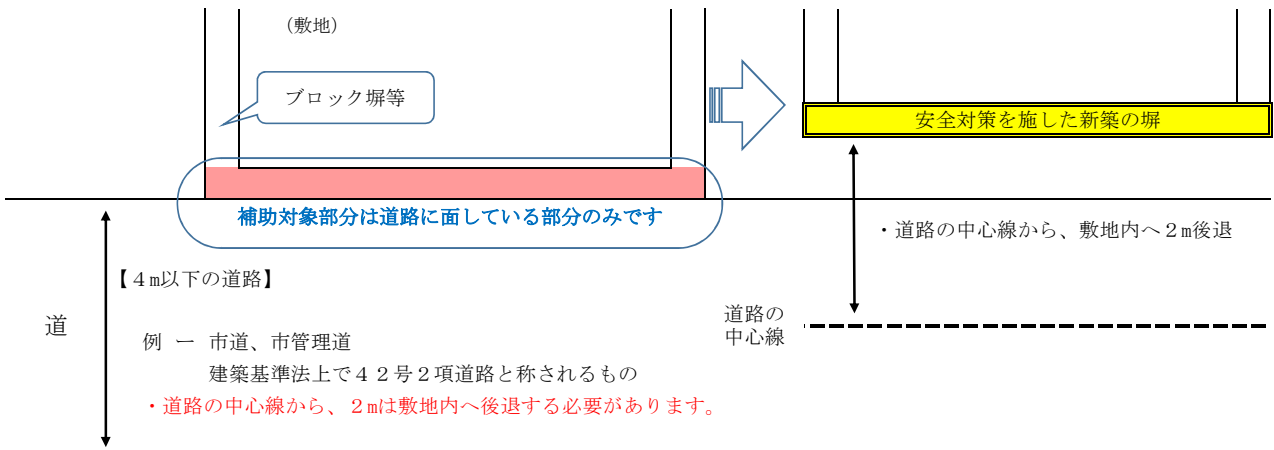 (敷地)
ブロック塀等
補助対象部分は道路に面している部分のみです
【４m以下の道路】
道
例 ー 市道、市管理道
建築基準法上で４２号２項道路と称されるもの
・道路の中心線から、２mは敷地内へ後退する必要があります。
安全対策を施した新築の塀
・道路の中心線から、敷地内へ２m後退
道路の
中心線